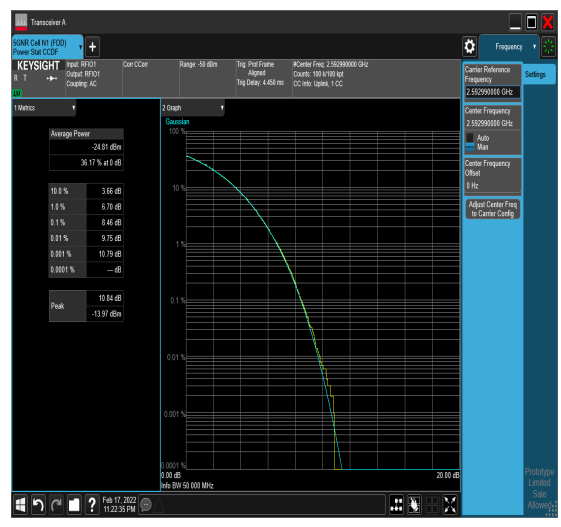 Transceiver A
5GNR Cell N1 (FDD)
Power Stat CCDF
KEYSIGHT
R T
Input: RFIO1
Output: RFIO1
Coupling: AC
Corr CCorr
Range: -50 dBm
Trig: Prot Frame
Aligned
Trig Delay: 4.450 ms
#Center Freq: 2.592990000 GHz
Counts: 100 k/100 kpt
CC Info: Uplink, 1 CC
1 Metrics
Average Power
-24.81 dBm
36.17 % at 0 dB
10.0 % 3.66 dB
1.0 % 6.70 dB
0.1 % 8.46 dB
0.01 % 9.75 dB
0.001 % 10.79 dB
0.0001 % --- dB
Peak
10.84 dB
-13.97 dBm
2 Graph
Gaussian
100 %
10 %
1 %
0.1 %
0.01 %
0.001 %
0.0001 %
0.00 dB
20.00 dB
Info BW 50.000 MHz
Frequency
Settings
Carrier Reference
Frequency
2.592990000 GHz
Center Frequency
2.592990000 GHz
Auto
Man
Center Frequency
Offset
0 Hz
Adjust Center Freq
to Carrier Config
Prototype
Limited
Sale
Allowed
Feb 17, 2022
11:22:35 PM